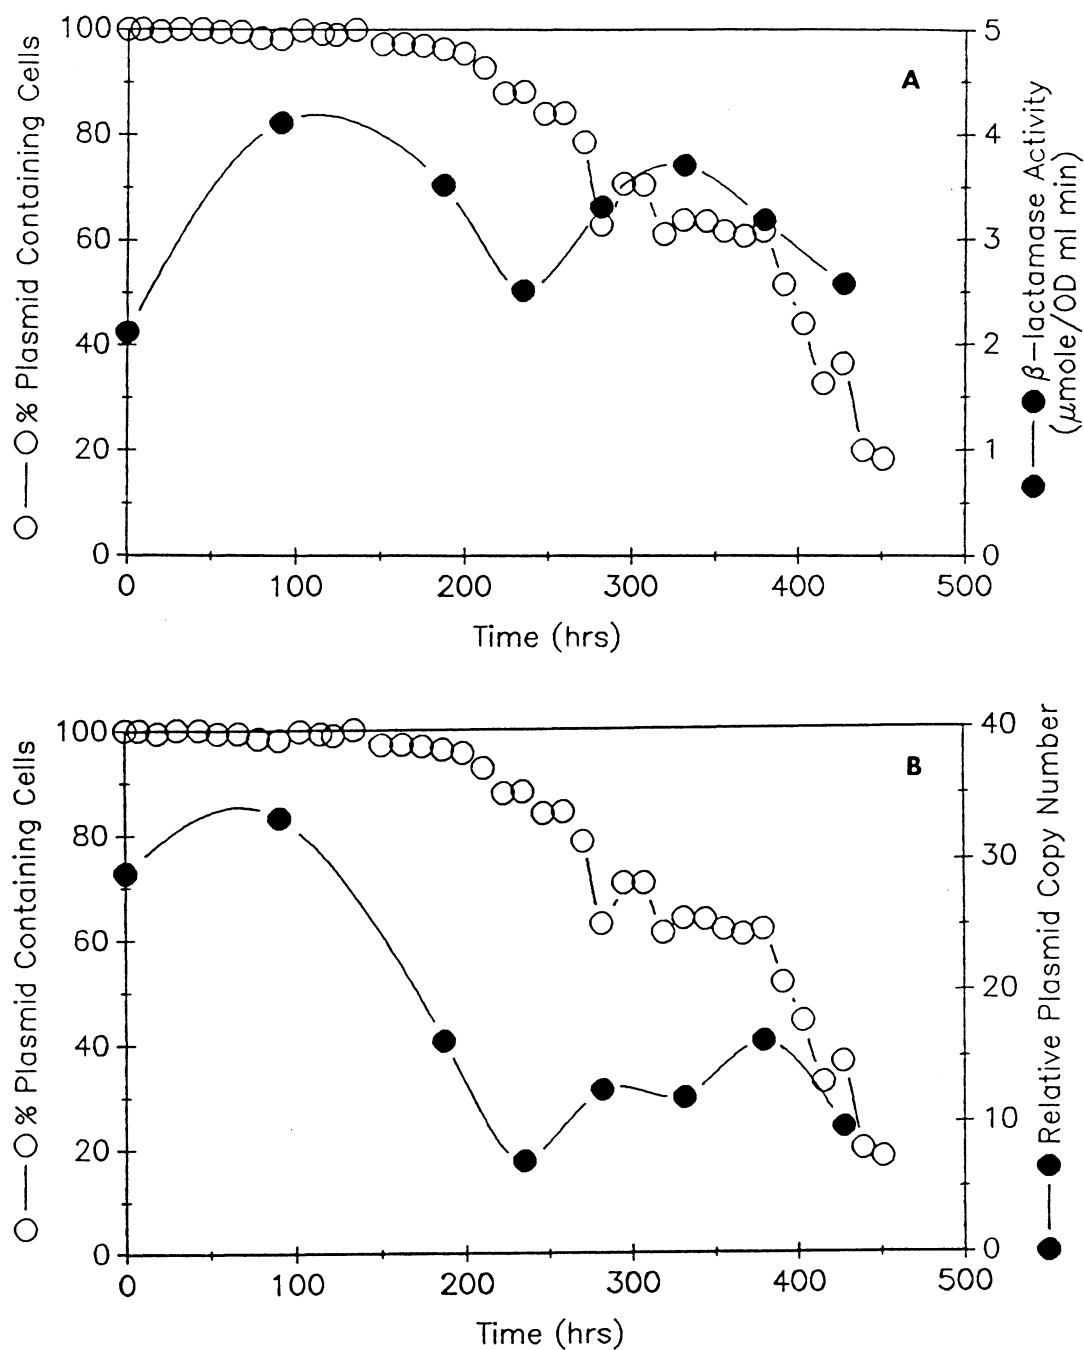 100
80
60
40
20
0
○—○ % Plasmid Containing Cells
A
5
4
3
2
1
0
●—● β-lactamase Activity
(μmole/OD ml min)
0 100 200 300 400 500
Time (hrs)
100
80
60
40
20
0
○—○ % Plasmid Containing Cells
B
40
30
20
10
0
●—● Relative Plasmid Copy Number
0 100 200 300 400 500
Time (hrs)